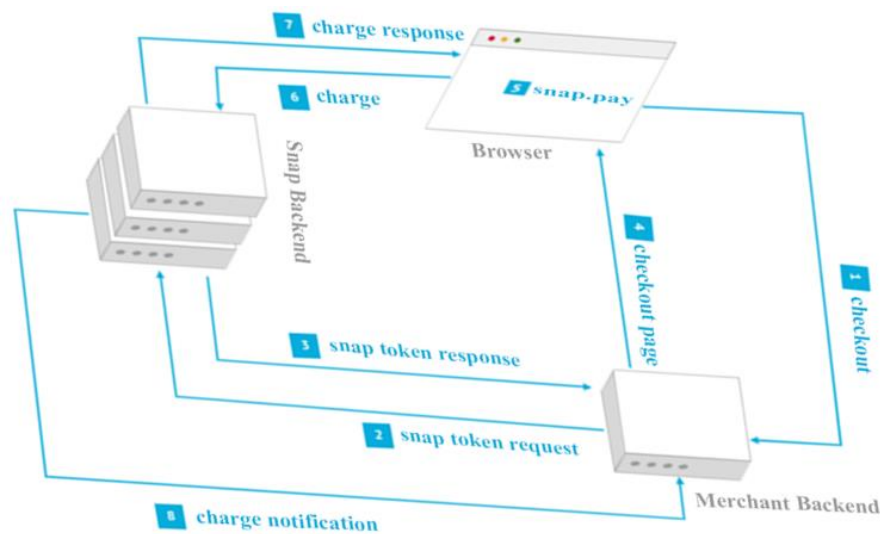 7 charge response
6 charge
5 snap.pay
Browser
Snap Backend
4 checkout page
1 checkout
3 snap token response
2 snap token request
Merchant Backend
8 charge notification